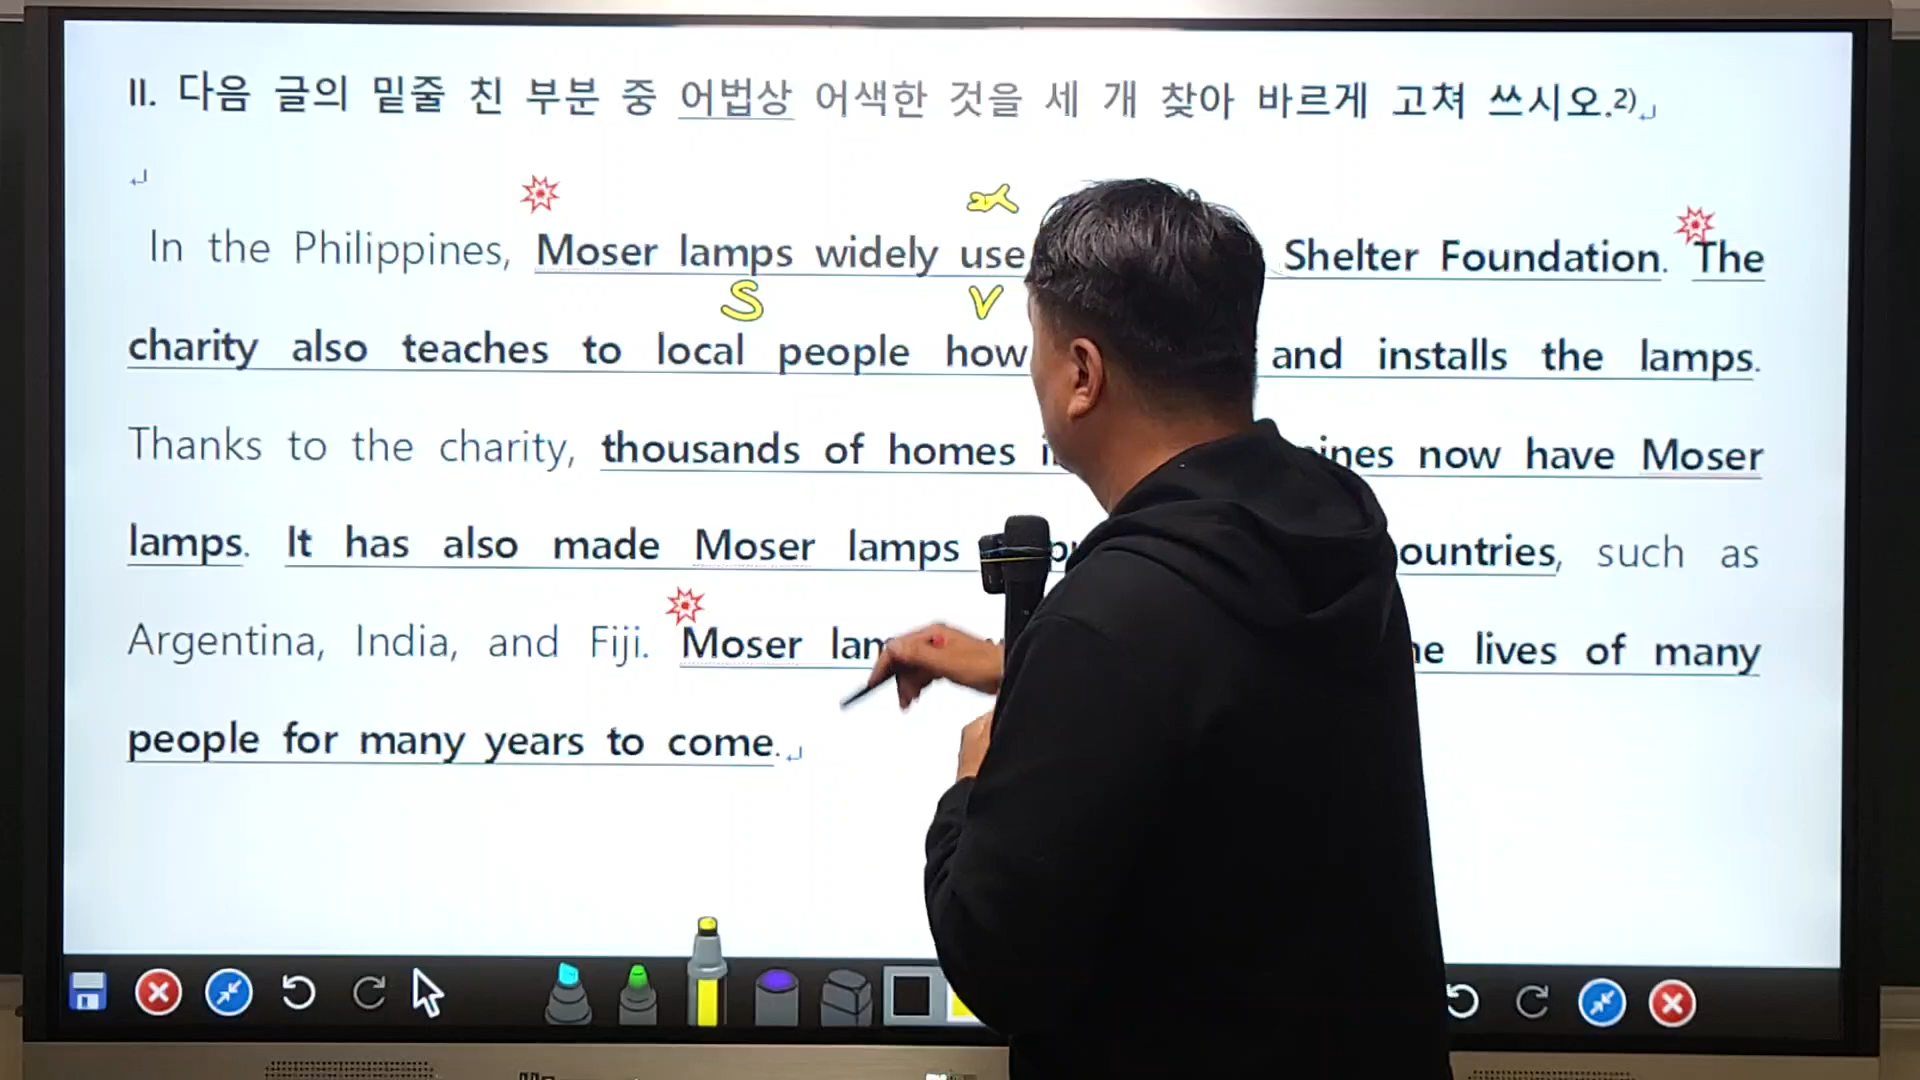 II. 다음 글의 밑줄 친 부분 중 어법상 어색한 것을 세 개 찾아 바르게 고쳐 쓰시오.2)
In the Philippines, Moser lamps widely use Shelter Foundation. The
S V
charity also teaches to local people how and installs the lamps.
Thanks to the charity, thousands of homes now have Moser
lamps. It has also made Moser lamps such as
Argentina, India, and Fiji. Moser lives of many
people for many years to come.